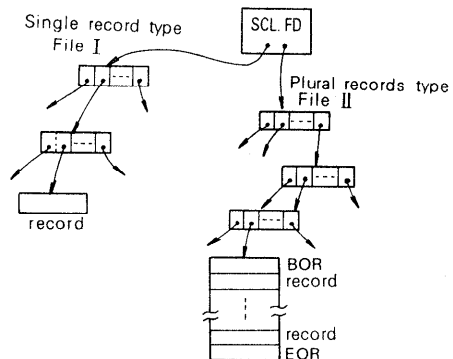 Single record type
File I
SCL. FD
Plural records type
File II
record
BOR
record
record
EOR